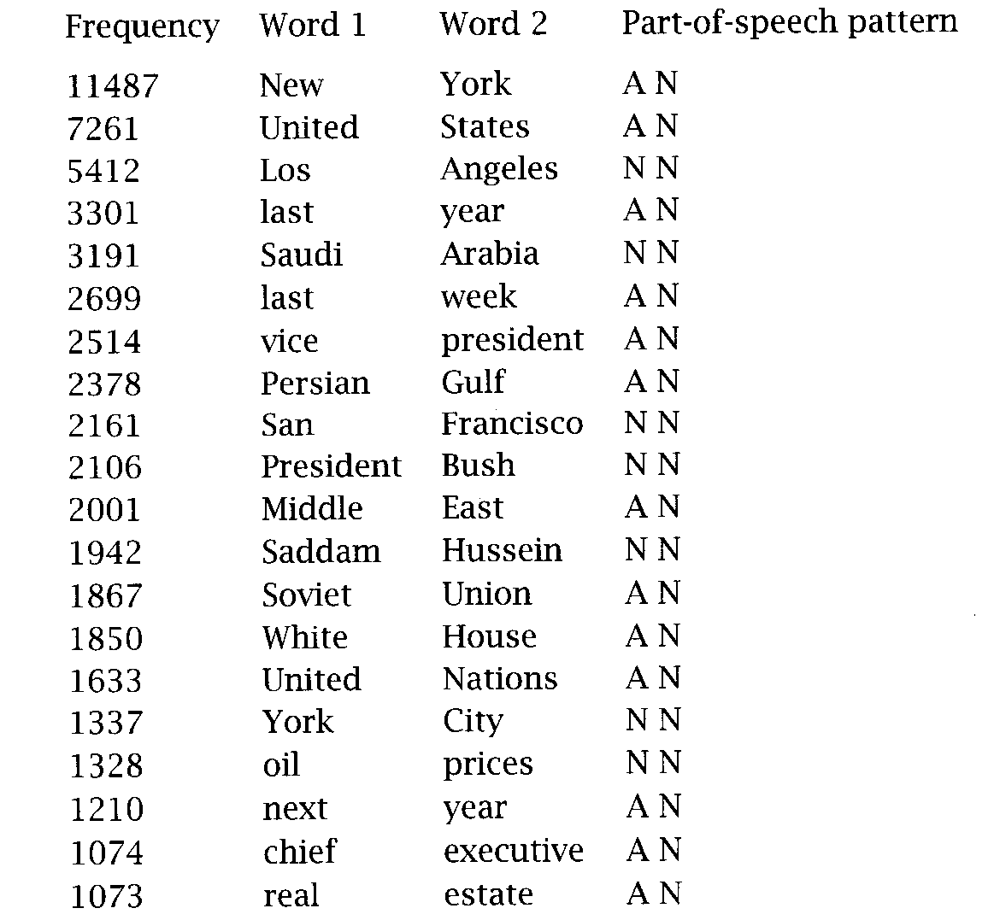 Frequency Word 1 Word 2 Part-of-speech pattern
11487 New York A N
7261 United States A N
5412 Los Angeles N N
3301 last year A N
3191 Saudi Arabia N N
2699 last week A N
2514 vice president A N
2378 Persian Gulf A N
2161 San Francisco N N
2106 President Bush N N
2001 Middle East A N
1942 Saddam Hussein N N
1867 Soviet Union A N
1850 White House A N
1633 United Nations A N
1337 York City N N
1328 oil prices N N
1210 next year A N
1074 chief executive A N
1073 real estate A N